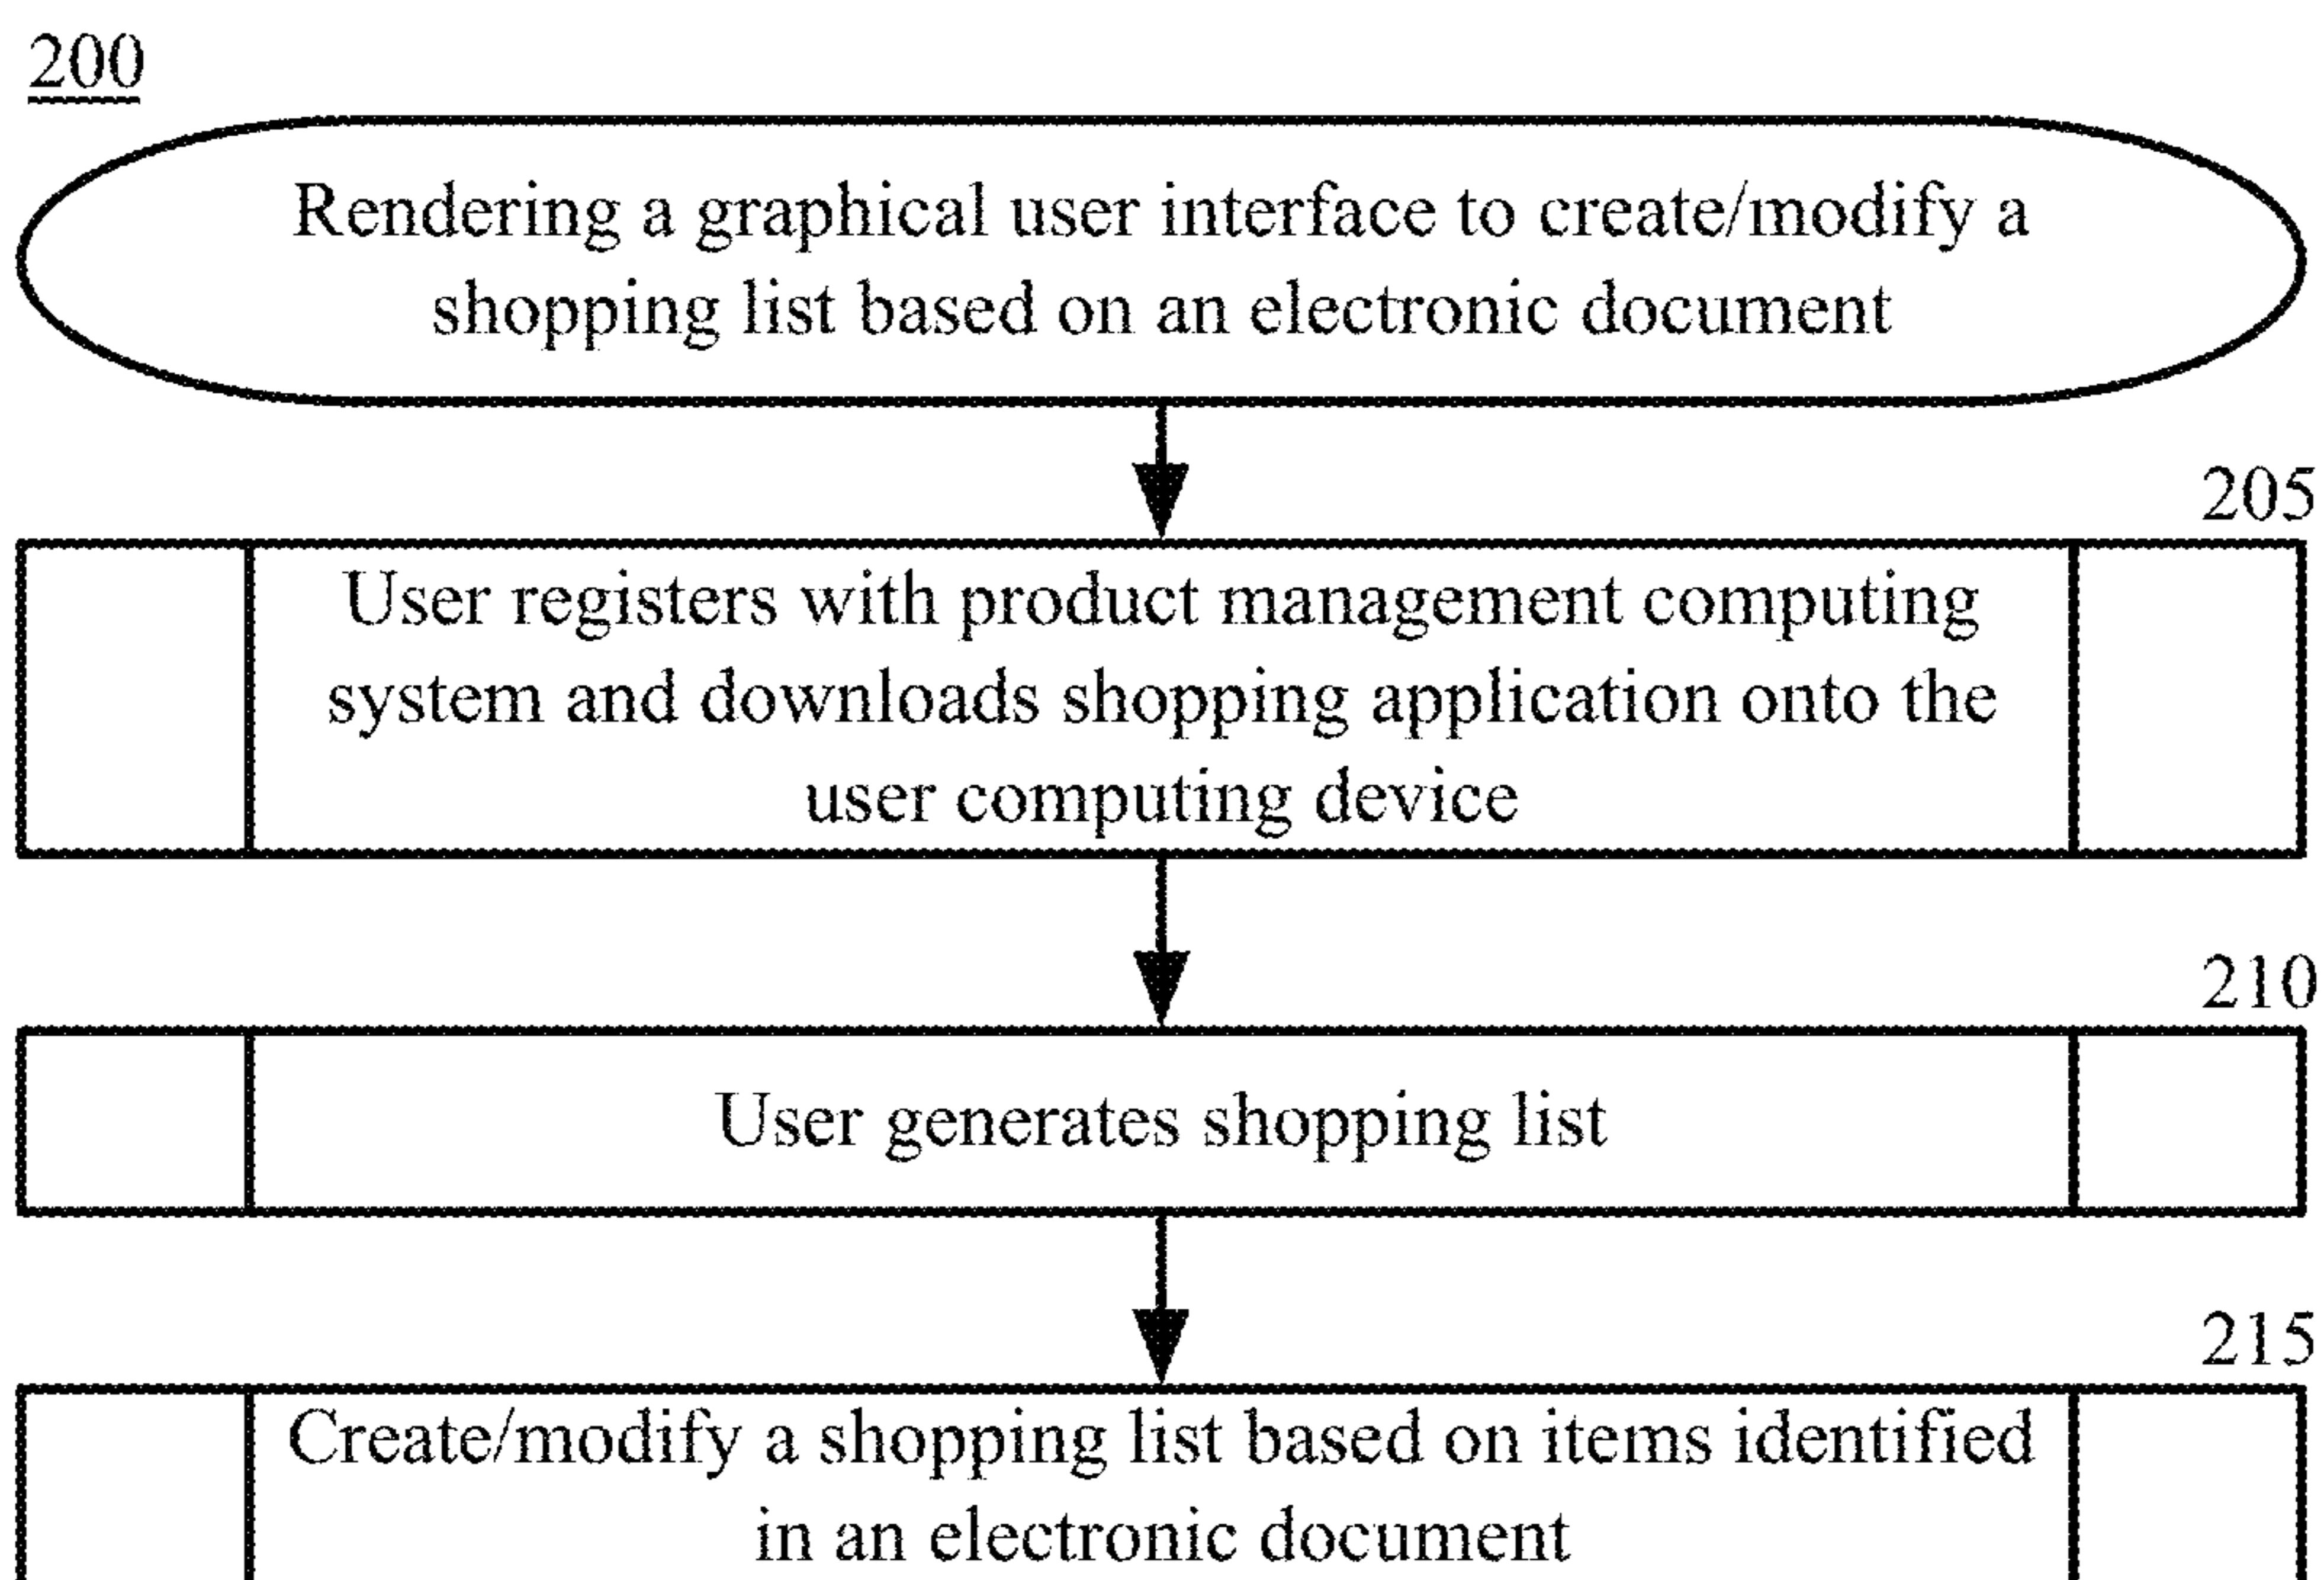 200
Rendering a graphical user interface to create/modify a
shopping list based on an electronic document
205
User registers with product management computing
system and downloads shopping application onto the
user computing device
210
User generates shopping list
215
Create/modify a shopping list based on items identified
in an electronic document